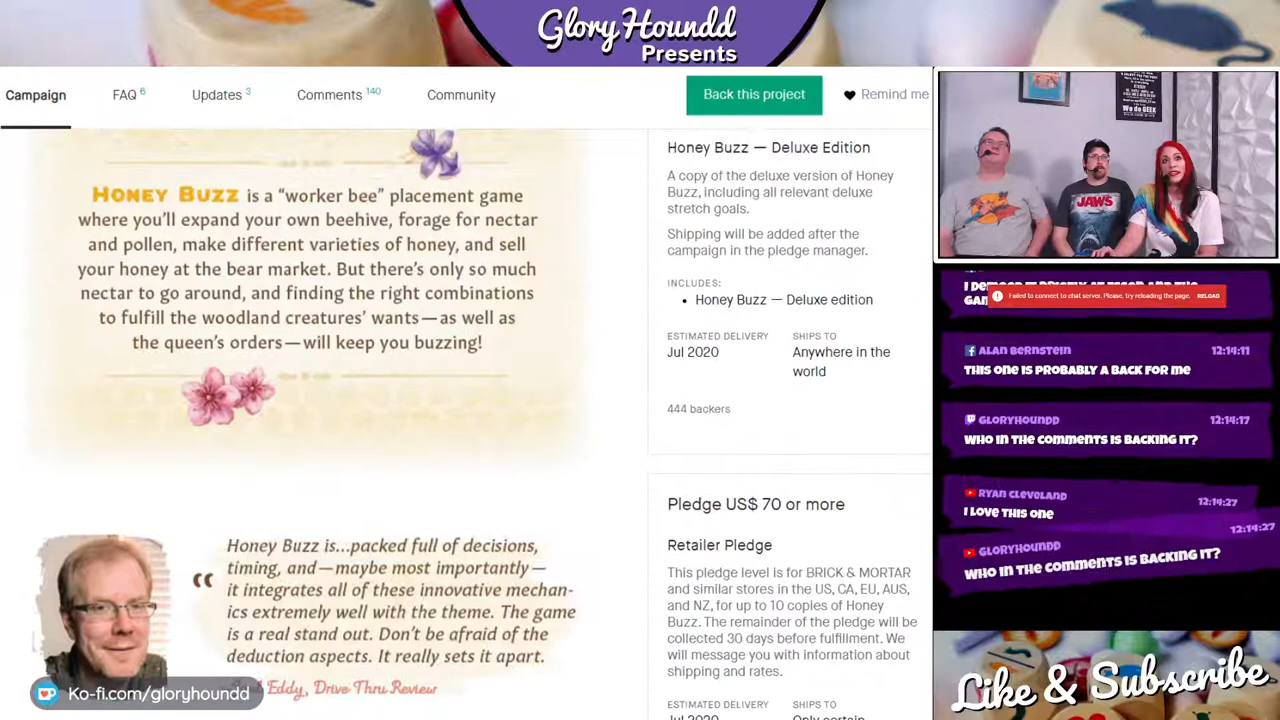 GloryHoundd
Presents
Campaign
FAQ 6
Updates 3
Comments 140
Community
Back this project
Remind me
HONEY BUZZ is a “worker bee” placement game
where you’ll expand your own beehive, forage for nectar
and pollen, make different varieties of honey, and sell
your honey at the bear market. But there’s only so much
nectar to go around, and finding the right combinations
to fulfill the woodland creatures’ wants—as well as
the queen’s orders—will keep you buzzing!
“ Honey Buzz is...packed full of decisions,
timing, and—maybe most importantly—
it integrates all of these innovative mechan-
ics extremely well with the theme. The game
is a real stand out. Don’t be afraid of the
deduction aspects. It really sets it apart.
Eddy, Drive Thru Review
Ko-fi.com/gloryhoundd
Honey Buzz — Deluxe Edition
A copy of the deluxe version of Honey
Buzz, including all relevant deluxe
stretch goals.
Shipping will be added after the
campaign in the pledge manager.
INCLUDES:
• Honey Buzz — Deluxe edition
ESTIMATED DELIVERY
Jul 2020
SHIPS TO
Anywhere in the
world
444 backers
Pledge US$ 70 or more
Retailer Pledge
This pledge level is for BRICK & MORTAR
and similar stores in the US, CA, EU, AUS,
and NZ, for up to 10 copies of Honey
Buzz. The remainder of the pledge will be
collected 30 days before fulfillment. We
will message you with information about
shipping and rates.
ESTIMATED DELIVERY
Jul 2020
SHIPS TO
Only certain
We do GEEK
JAWS
Failed to connect to chat server. Please, try reloading the page. RELOAD
ALAN BERNSTEIN 12:14:11
THIS ONE IS PROBABLY A BACK FOR ME
GLORYHOUNDD 12:14:17
WHO IN THE COMMENTS IS BACKING IT?
RYAN CLEVELAND 12:14:27
I LOVE THIS ONE
GLORYHOUNDD 12:14:27
WHO IN THE COMMENTS IS BACKING IT?
Like & Subscribe